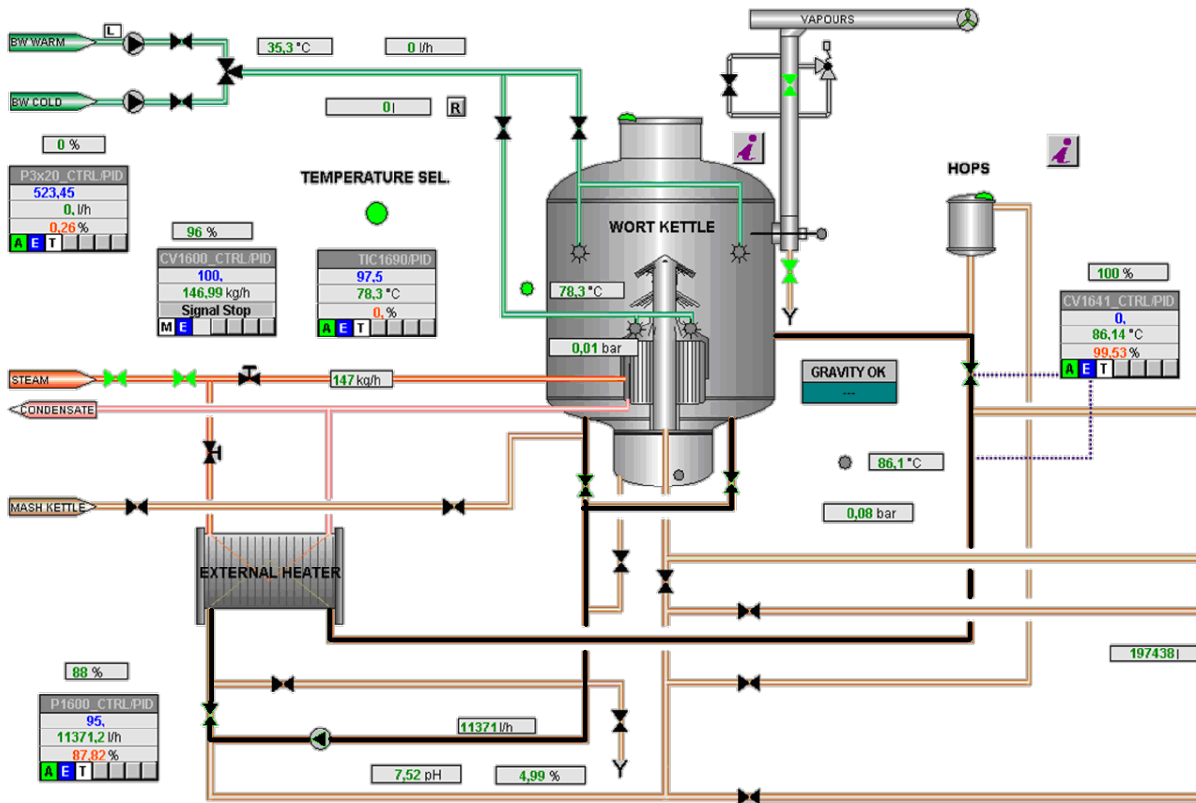 VAPOURS
L
BW WARM
35,3 °C
0 l/h
BW COLD
0 l
R
0 %
i
i
P3x20_CTRL/PID
523,45
0, l/h
0,26 %
A E T
TEMPERATURE SEL.
HOPS
96 %
WORT KETTLE
CV1600_CTRL/PID
100,
146,99 kg/h
Signal Stop
M E
TIC1690/PID
97,5
78,3 °C
0, %
A E T
78,3 °C
100 %
CV1641_CTRL/PID
0,
86,14 °C
99,53 %
A E T
0,01 bar
STEAM
147 kg/h
GRAVITY OK
---
CONDENSATE
86,1 °C
MASH KETTLE
0,08 bar
EXTERNAL HEATER
197438 l
88 %
P1600_CTRL/PID
95,
11371,2 l/h
87,82 %
A E T
11371 l/h
7,52 pH
4,99 %